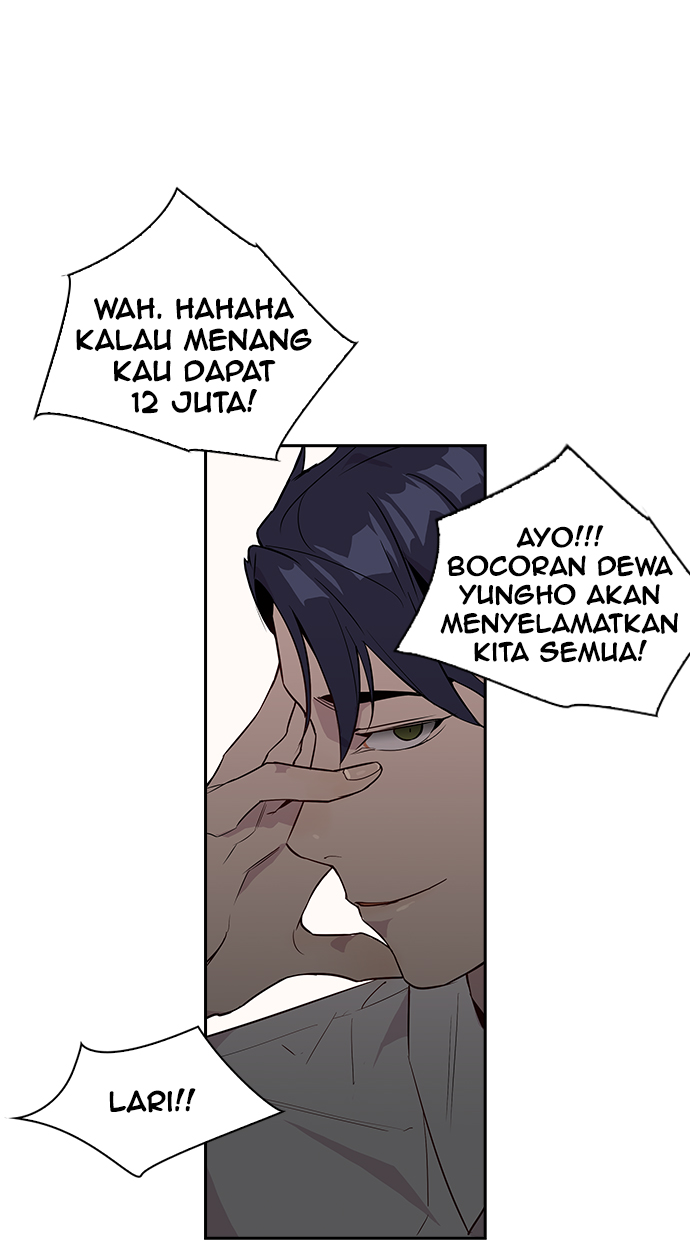 WAH, HAHAHA
KALAU MENANG
KAU DAPAT
12 JUTA!
AYO!!!
BOCORAN DEWA
YUNGHO AKAN
MENYELAMATKAN
KITA SEMUA!
LARI!!